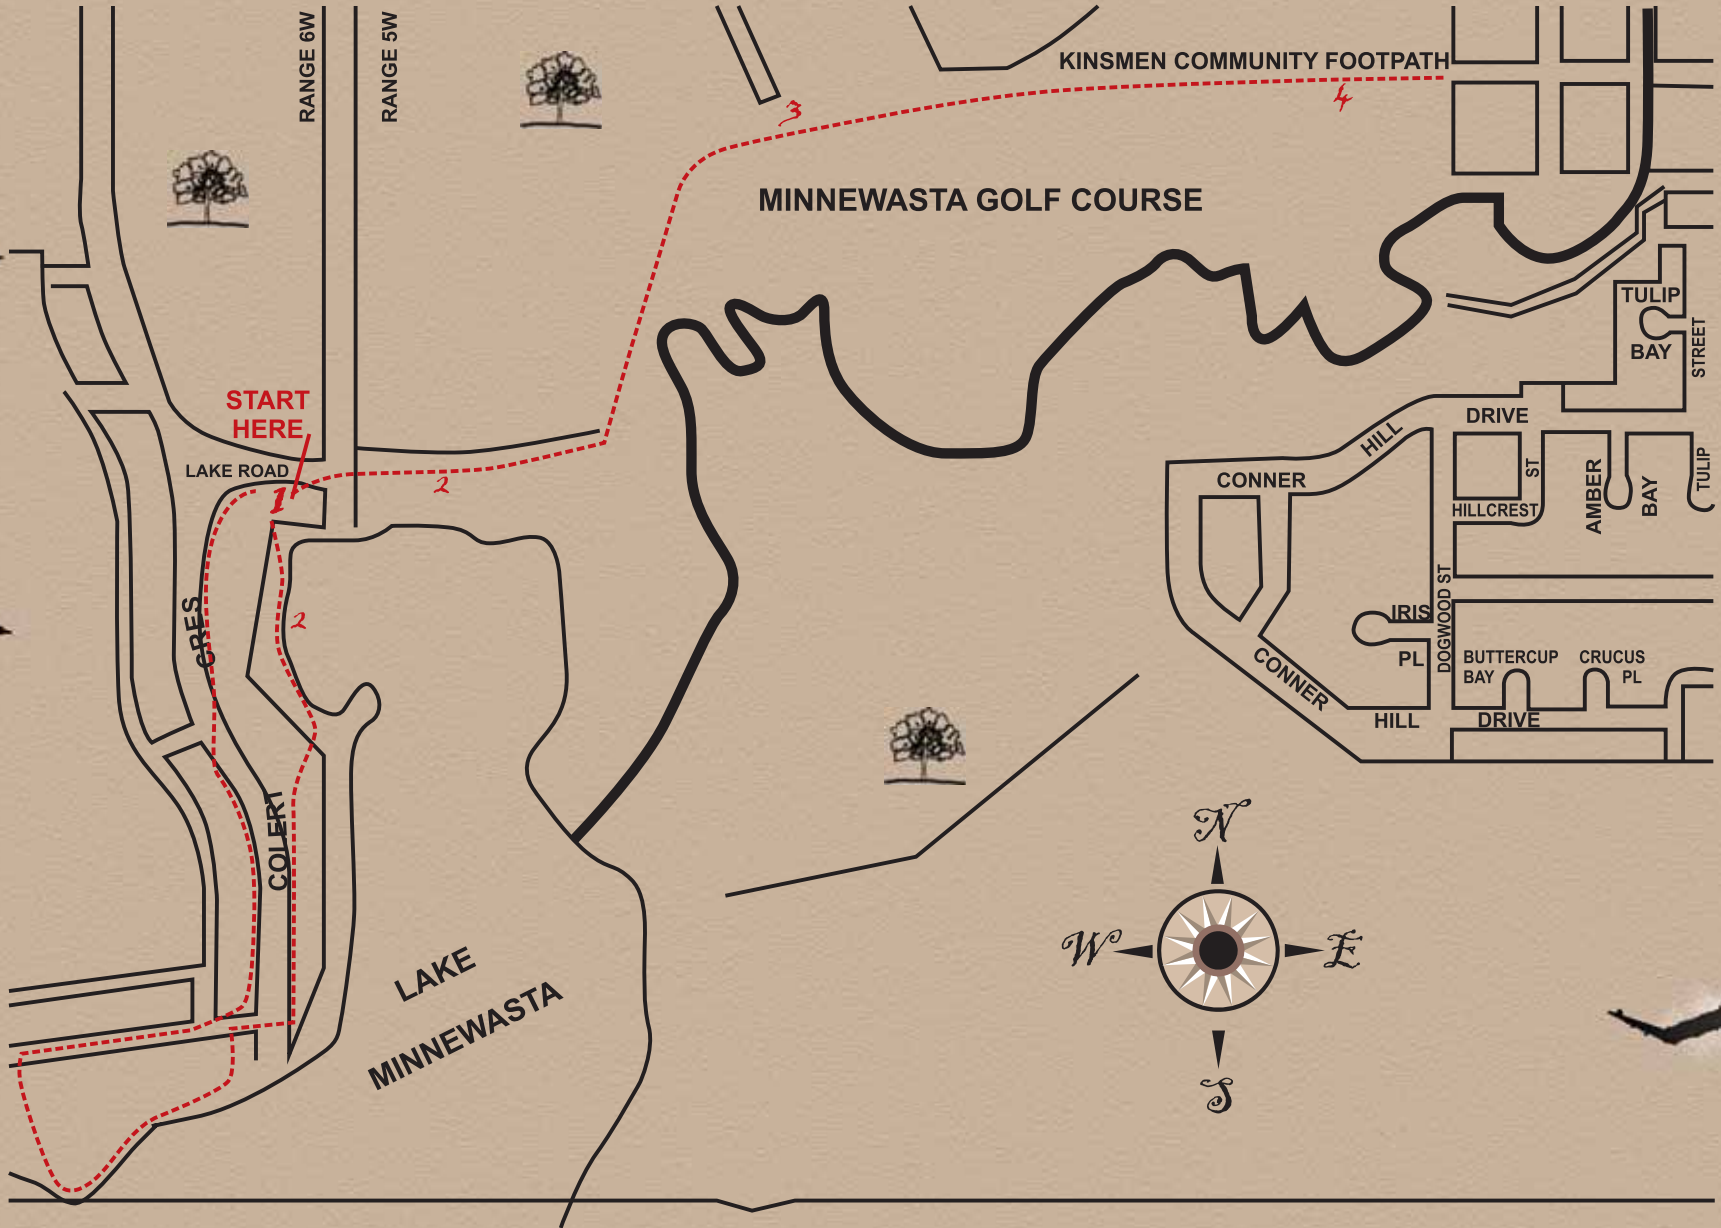 RANGE 6W
RANGE 5W
KINSMEN COMMUNITY FOOTPATH
3
4
MINNEWASTA GOLF COURSE
START
HERE
LAKE ROAD
1
2
2
CRES
COLERT
LAKE
MINNEWASTA
TULIP
BAY
STREET
DRIVE
HILL
CONNER
ST
HILLCREST
AMBER
BAY
TULIP
IRIS
PL
DOGWOOD ST
BUTTERCUP
BAY
CRUCUS
PL
CONNER
HILL
DRIVE
N
W
E
S